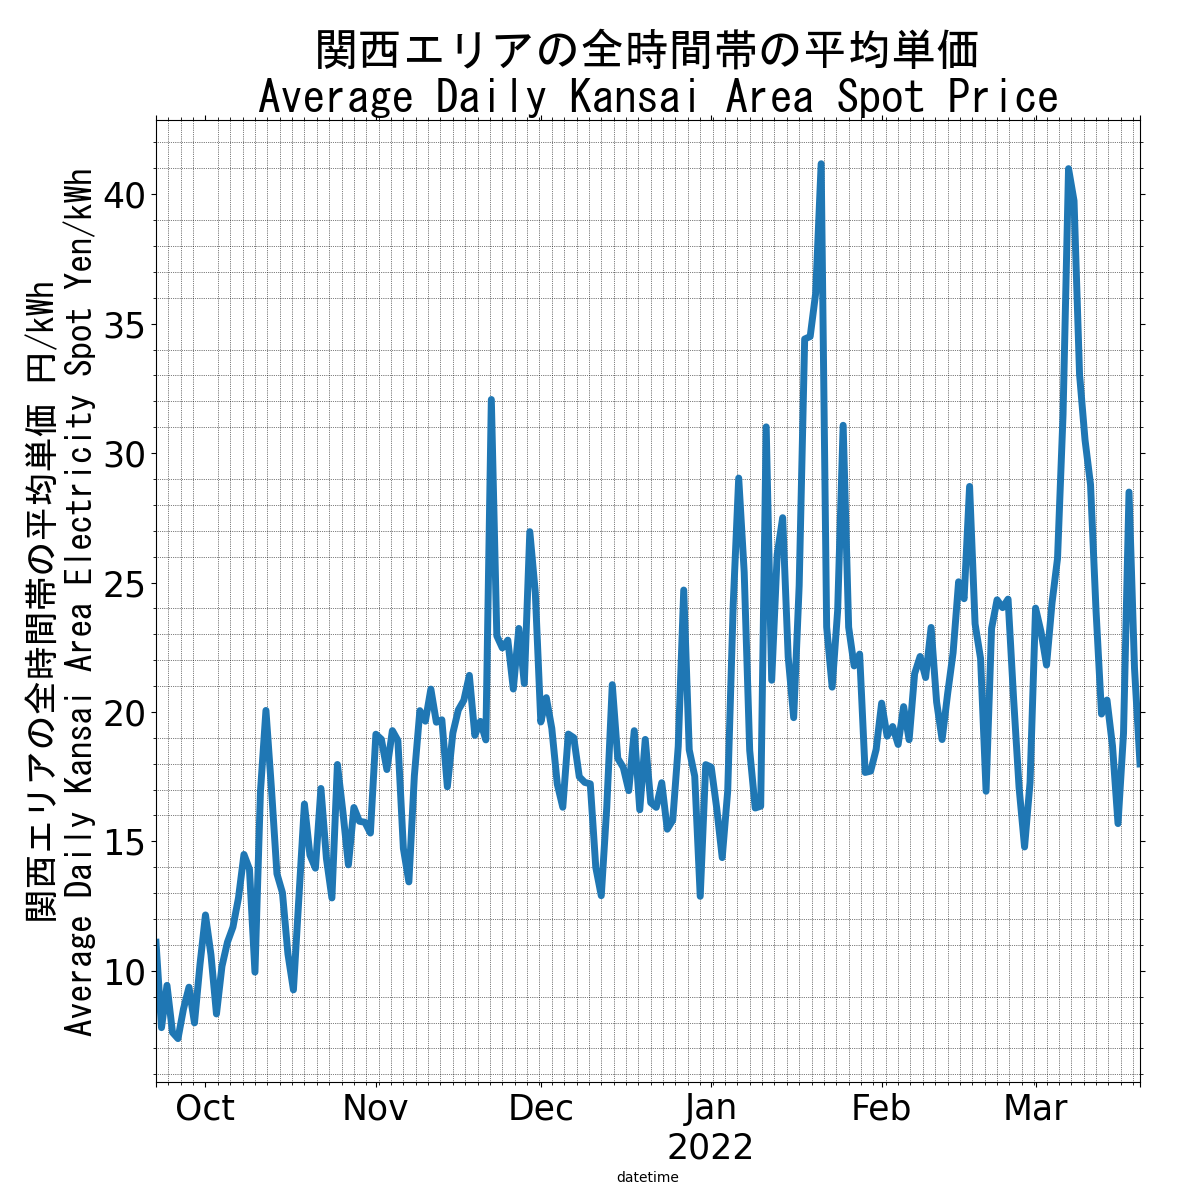 関西エリアの全時間帯の平均単価
Average Daily Kansai Area Spot Price
関西エリアの全時間帯の平均単価 円/kWh
Average Daily Kansai Area Electricity Spot Yen/kWh
40
35
30
25
20
15
10
Oct
Nov
Dec
Jan
2022
Feb
Mar
datetime